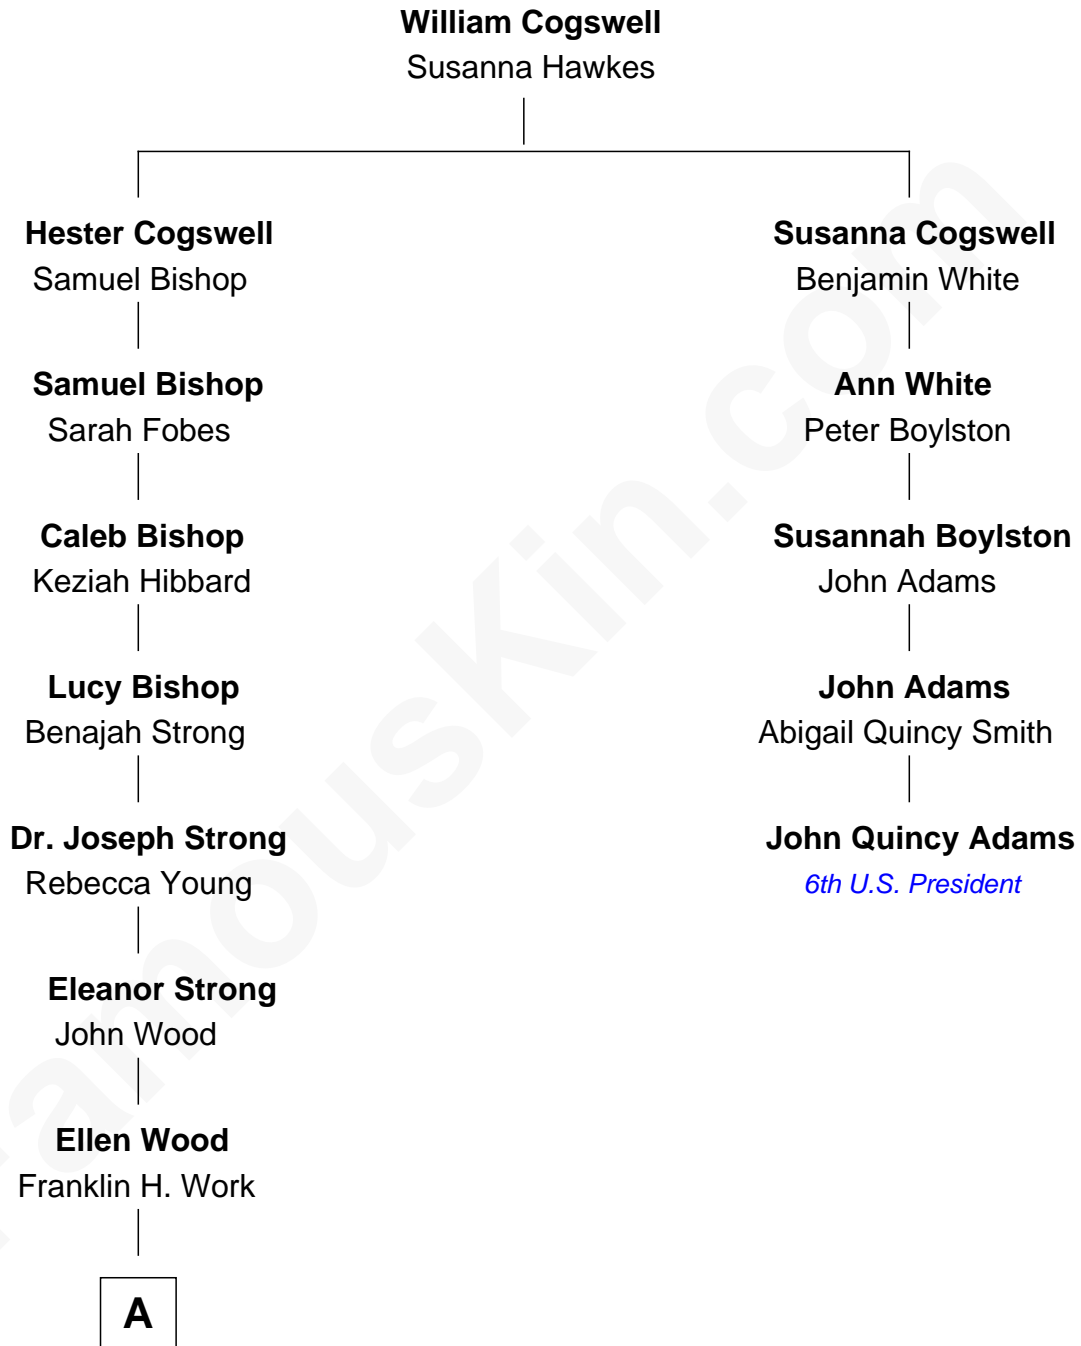 William Cogswell
Susanna Hawkes
Hester Cogswell
Samuel Bishop
Susanna Cogswell
Benjamin White
Samuel Bishop
Sarah Fobes
Ann White
Peter Boylston
Caleb Bishop
Keziah Hibbard
Susannah Boylston
John Adams
Lucy Bishop
Benajah Strong
John Adams
Abigail Quincy Smith
Dr. Joseph Strong
Rebecca Young
John Quincy Adams
6th U.S. President
Eleanor Strong
John Wood
Ellen Wood
Franklin H. Work
A
FamousKin.com